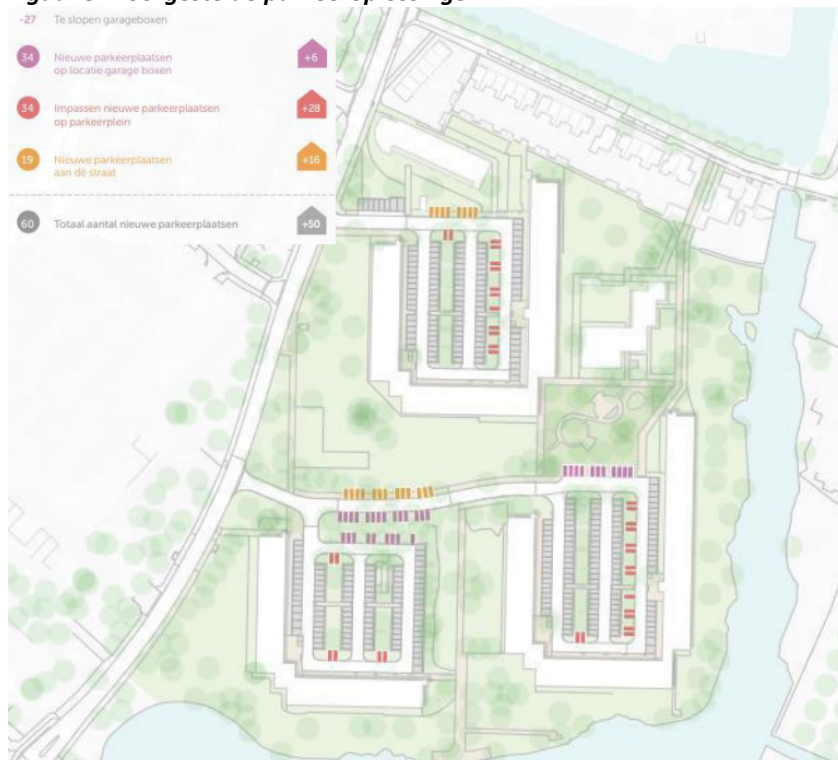 -27 Te slopen garageboxen
34 Nieuwe parkeerplaatsen +6
op locatie garage boxen
34 Impassen nieuwe parkeerplaatsen +28
op parkeerplein
19 Nieuwe parkeerplaatsen +16
aan de straat
60 Totaal aantal nieuwe parkeerplaatsen +50